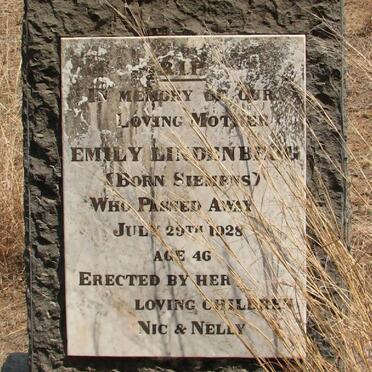 R.I.P.
IN MEMORY OF OUR
LOVING MOTHER
EMILY LINDENBERG
(BORN SIEMENS)
WHO PASSED AWAY
JULY 29TH 1928
AGE 46
ERECTED BY HER
LOVING CHILDREN
NIC & NELLY